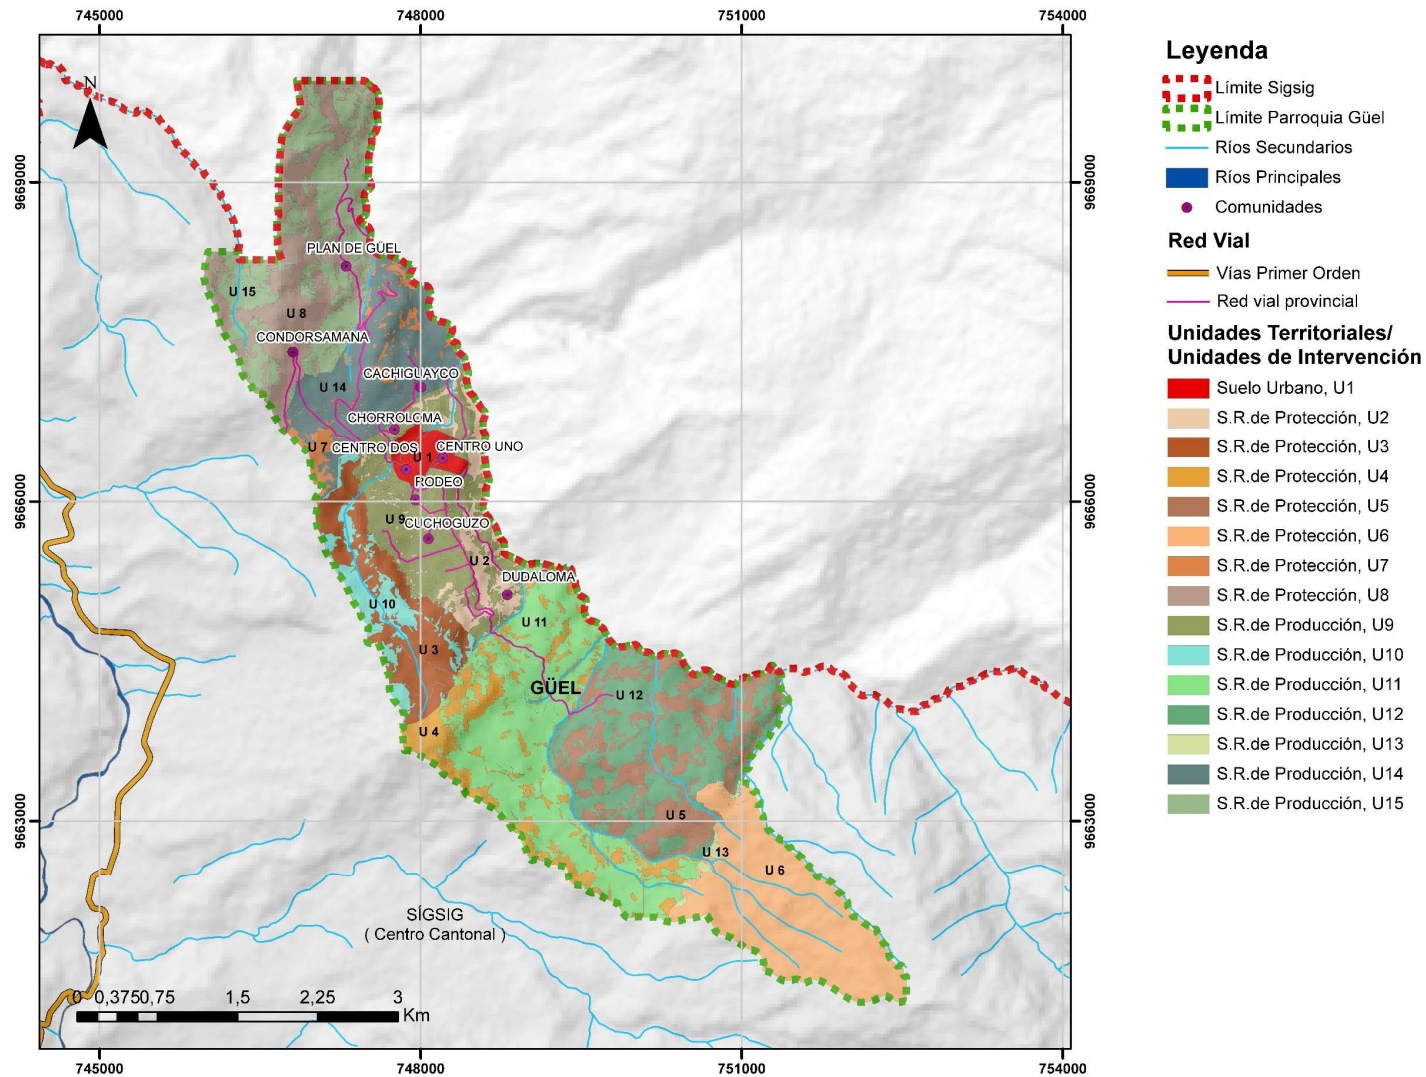 745000
748000
751000
754000
N
9669000
9669000
PLAN DE GÜEL
U 15
U 8
CONDORSAMANA
U 14
CACHIGUAYCO
CHORROLOMA
U 7
CENTRO DOS
U 1
CENTRO UNO
RODEO
9666000
9666000
U 9
CUCHOGUZO
U 2
DUDALOMA
U 10
U 11
U 3
GÜEL
U 12
U 4
U 5
9663000
9663000
U 13
U 6
SÍGSIG
( Centro Cantonal )
0 0,375 0,75 1,5 2,25 3
Km
745000
748000
751000
754000
Leyenda
Límite Sigsig
Límite Parroquia Güel
Ríos Secundarios
Ríos Principales
Comunidades
Red Vial
Vías Primer Orden
Red vial provincial
Unidades Territoriales/
Unidades de Intervención
Suelo Urbano, U1
S.R.de Protección, U2
S.R.de Protección, U3
S.R.de Protección, U4
S.R.de Protección, U5
S.R.de Protección, U6
S.R.de Protección, U7
S.R.de Protección, U8
S.R.de Producción, U9
S.R.de Producción, U10
S.R.de Producción, U11
S.R.de Producción, U12
S.R.de Producción, U13
S.R.de Producción, U14
S.R.de Producción, U15